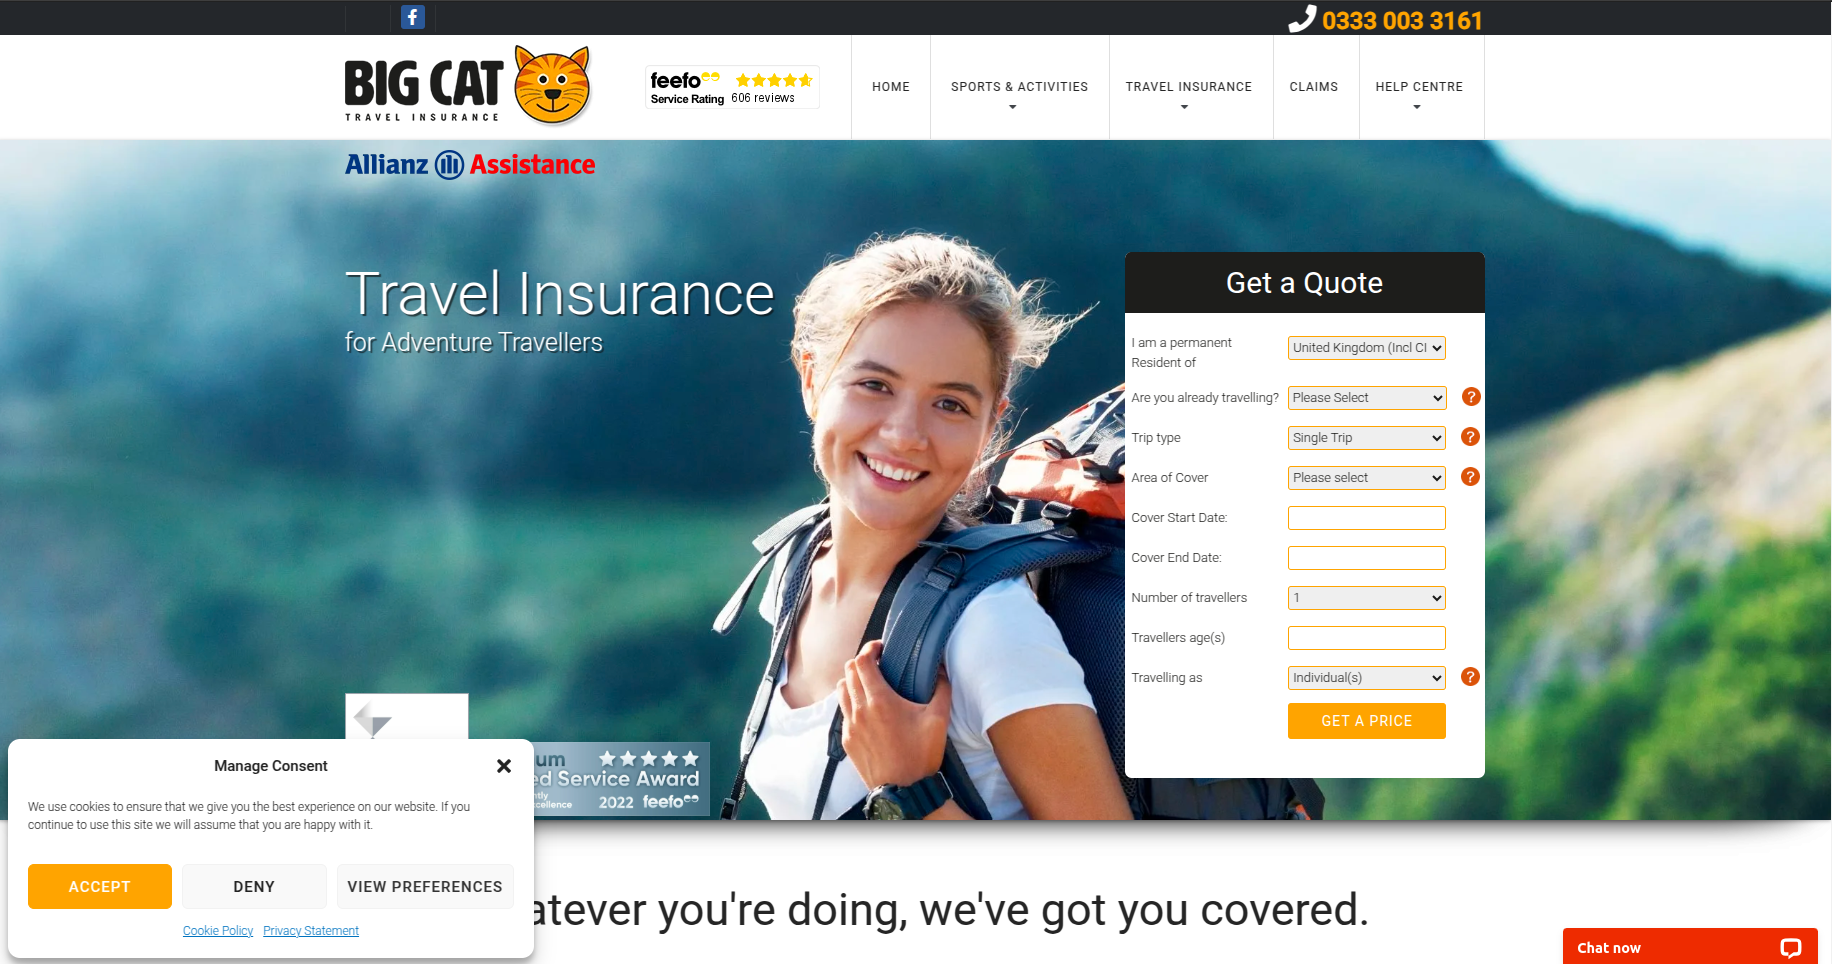 0333 003 3161
BIG CAT
TRAVEL INSURANCE
feefo
Service Rating 606 reviews
HOME
SPORTS & ACTIVITIES
TRAVEL INSURANCE
CLAIMS
HELP CENTRE
Allianz Assistance
Travel Insurance
for Adventure Travellers
Get a Quote
I am a permanent
Resident of
United Kingdom (Incl CI
Are you already travelling?
Please Select
?
Trip type
Single Trip
?
Area of Cover
Please select
?
Cover Start Date:
Cover End Date:
Number of travellers
1
Travellers age(s)
Travelling as
Individual(s)
?
GET A PRICE
um
ed Service Award
ntly
xcellence
2022 feefo
Manage Consent
We use cookies to ensure that we give you the best experience on our website. If you
continue to use this site we will assume that you are happy with it.
ACCEPT
DENY
VIEW PREFERENCES
Cookie Policy Privacy Statement
atever you're doing, we've got you covered.
Chat now